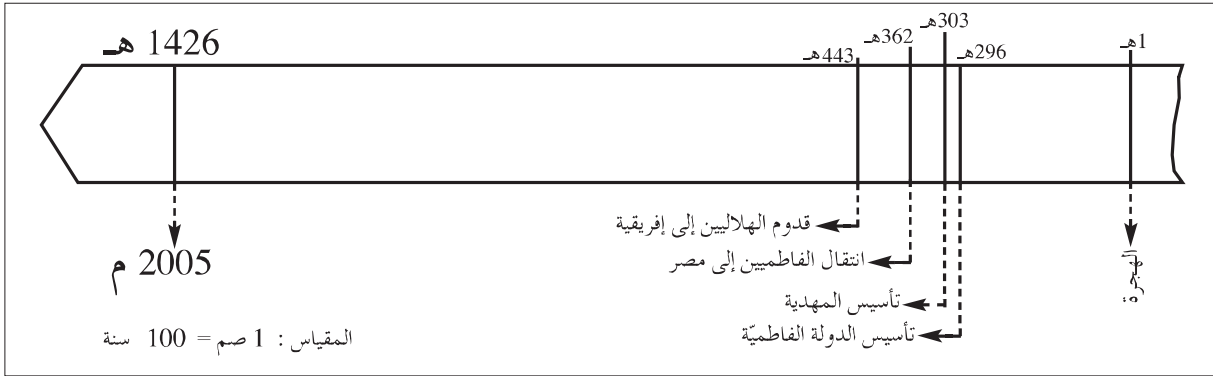 1هـ
296هـ
303هـ
362هـ
443هـ
1426 هـ
الهجرة
قدوم الهلاليين إلى إفريقية
انتقال الفاطميين إلى مصر
تأسيس المهدية
تأسيس الدولة الفاطميّة
2005 م
المقياس : 1 صم = 100 سنة